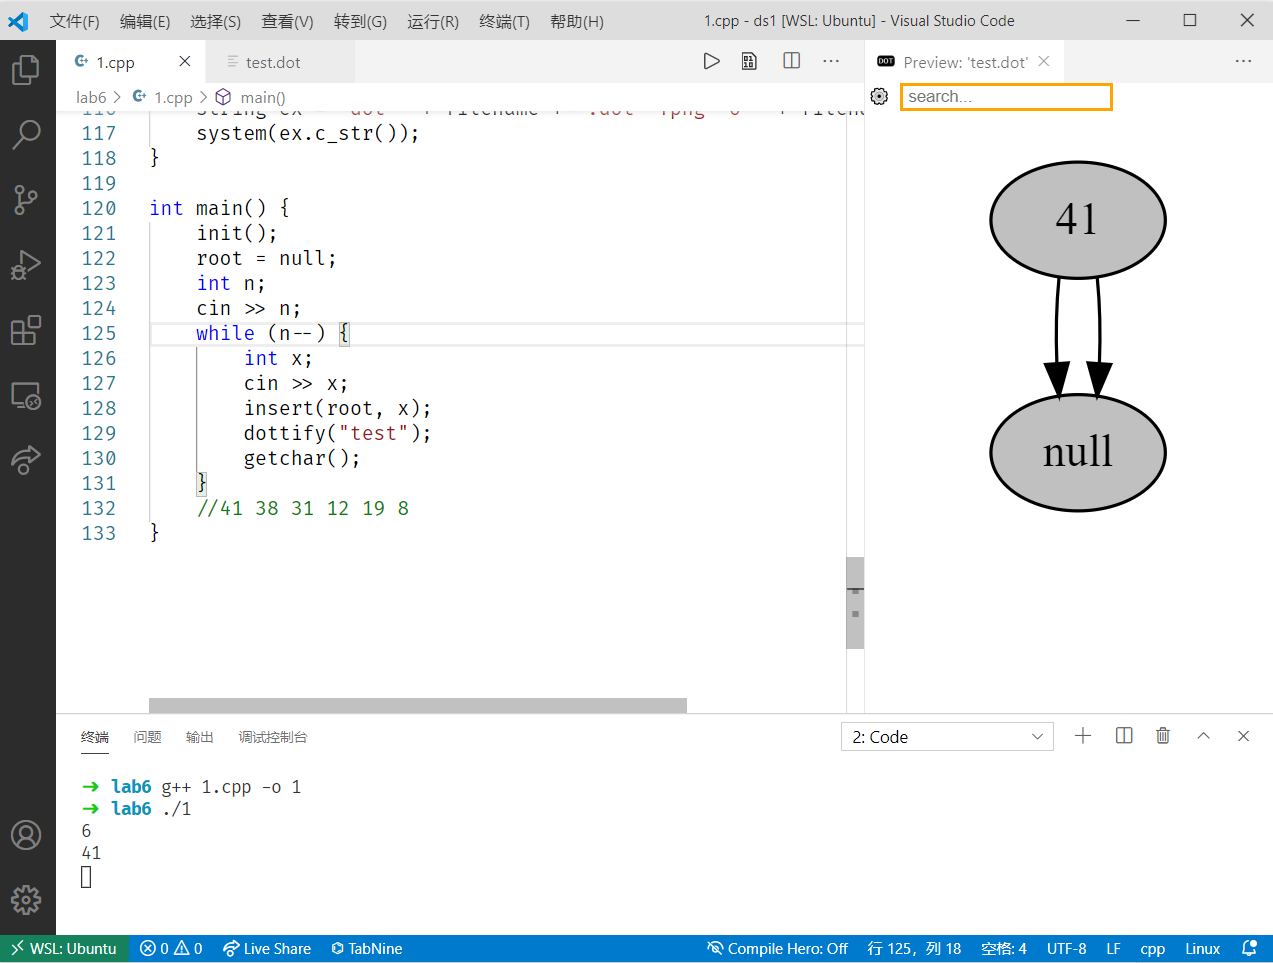 文件(F) 编辑(E) 选择(S) 查看(V) 转到(G) 运行(R) 终端(T) 帮助(H) 1.cpp - ds1 [WSL: Ubuntu] - Visual Studio Code
1.cpp test.dot
lab6 > 1.cpp > main()
117 system(ex.c_str());
118 }
119
120 int main() {
121 init();
122 root = null;
123 int n;
124 cin >> n;
125 while (n--) {
126 int x;
127 cin >> x;
128 insert(root, x);
129 dottify("test");
130 getchar();
131 }
132 //41 38 31 12 19 8
133 }
DOT Preview: 'test.dot'
search...
41
null
终端 问题 输出 调试控制台 2: Code
➜ lab6 g++ 1.cpp -o 1
➜ lab6 ./1
6
41
WSL: Ubuntu 0 0 Live Share TabNine Compile Hero: Off 行 125，列 18 空格: 4 UTF-8 LF cpp Linux